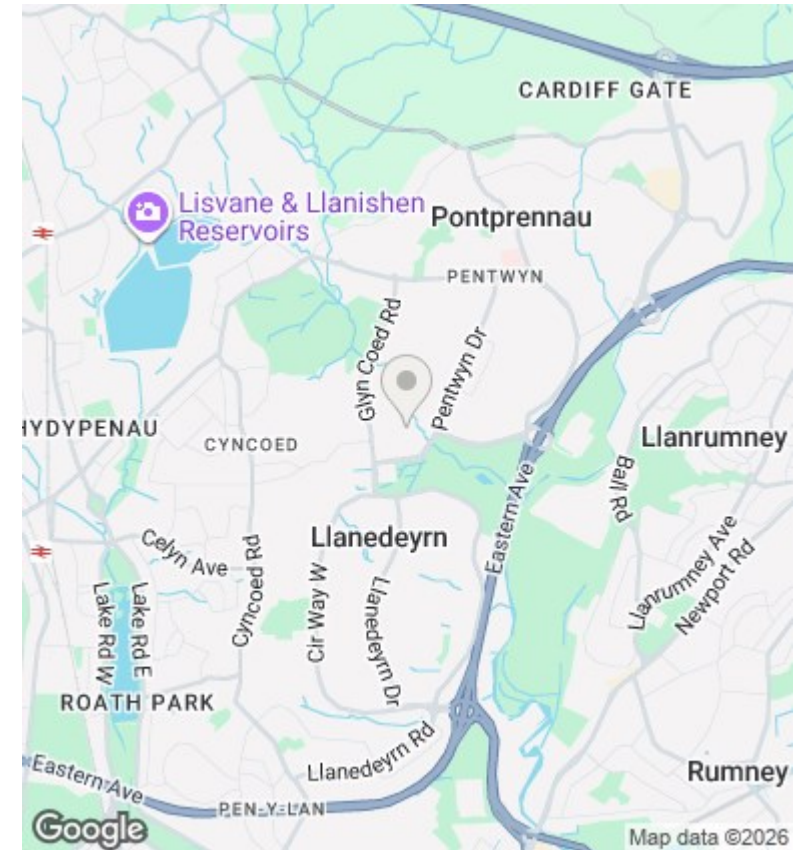 CARDIFF GATE
Lisvane & Llanishen
Reservoirs
Pontprennau
PENTWYN
Glyn Coed Rd
Pentwyn Dr
HYDYPENAU
CYNCOED
Llanrumney
Ball Rd
Eastern Ave
Llanedeyrn
Celyn Ave
Cyncoed Rd
Cir Way W
Llanedeyrn Dr
Llanrumney Ave
Newport Rd
Lake Rd W
Lake Rd E
ROATH PARK
Llanedeyrn Rd
Eastern Ave
PEN-Y-LAN
Rumney
Google
Map data ©2026